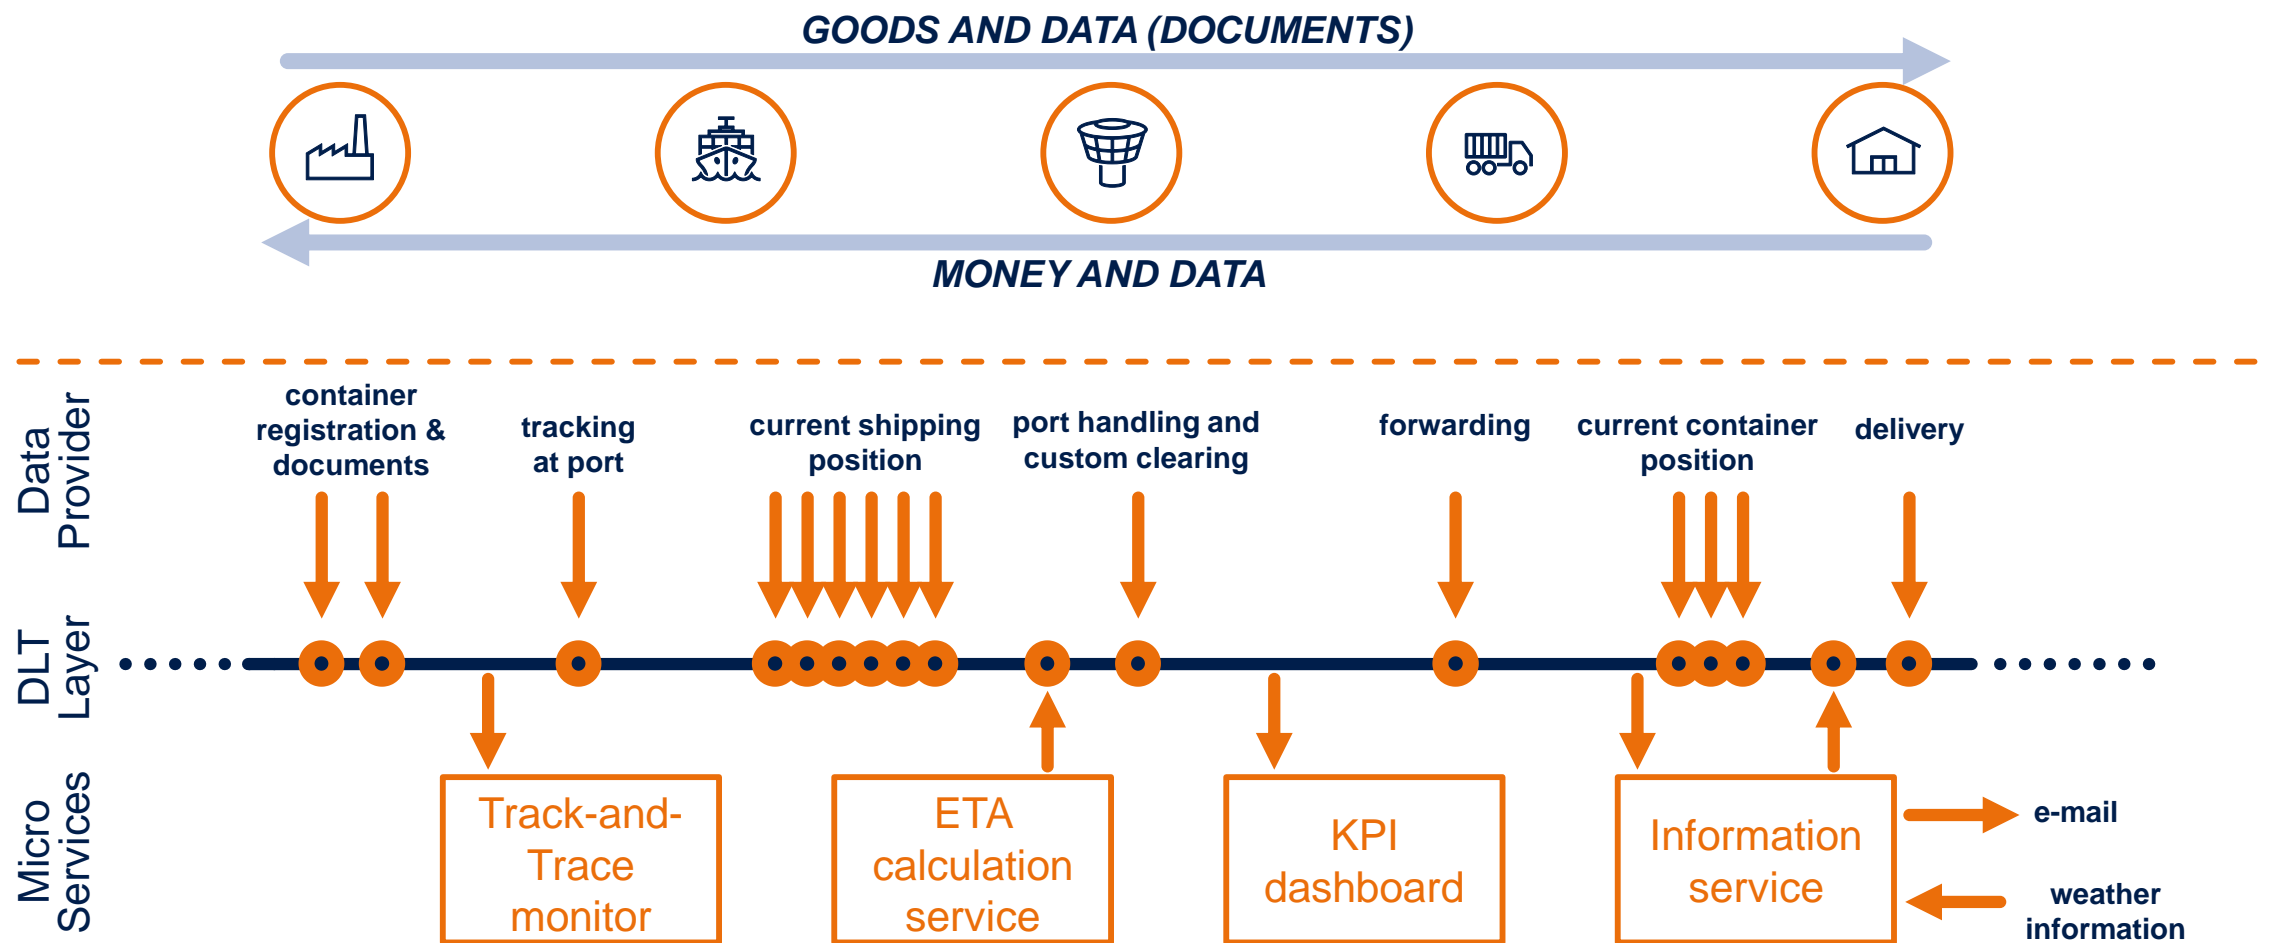 GOODS AND DATA (DOCUMENTS)
MONEY AND DATA
Data
Provider
container
registration &
documents
tracking
at port
current shipping
position
port handling and
custom clearing
forwarding
current container
position
delivery
DLT
Layer
Micro
Services
Track-and-
Trace
monitor
ETA
calculation
service
KPI
dashboard
Information
service
e-mail
weather
information